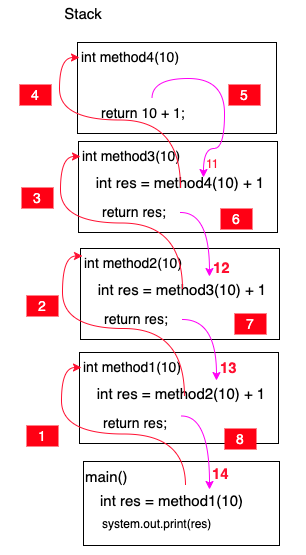 Stack
int method4(10)
4
5
return 10 + 1;
int method3(10)
11
3
int res = method4(10) + 1
return res;
6
int method2(10)
12
2
int res = method3(10) + 1
return res;
7
int method1(10)
13
int res = method2(10) + 1
1
return res;
8
main()
14
int res = method1(10)
system.out.print(res)